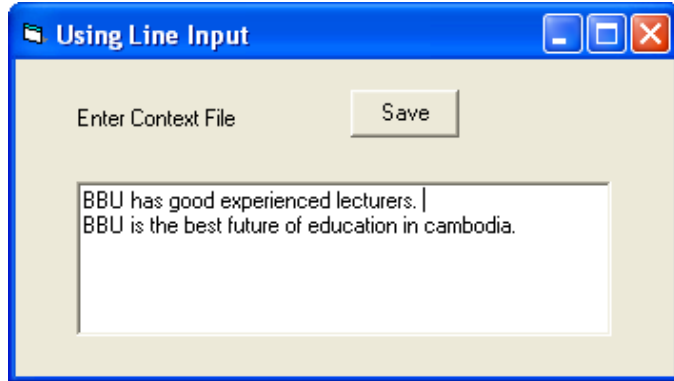 Using Line Input
Enter Context File
Save
BBU has good experienced lecturers.
BBU is the best future of education in cambodia.